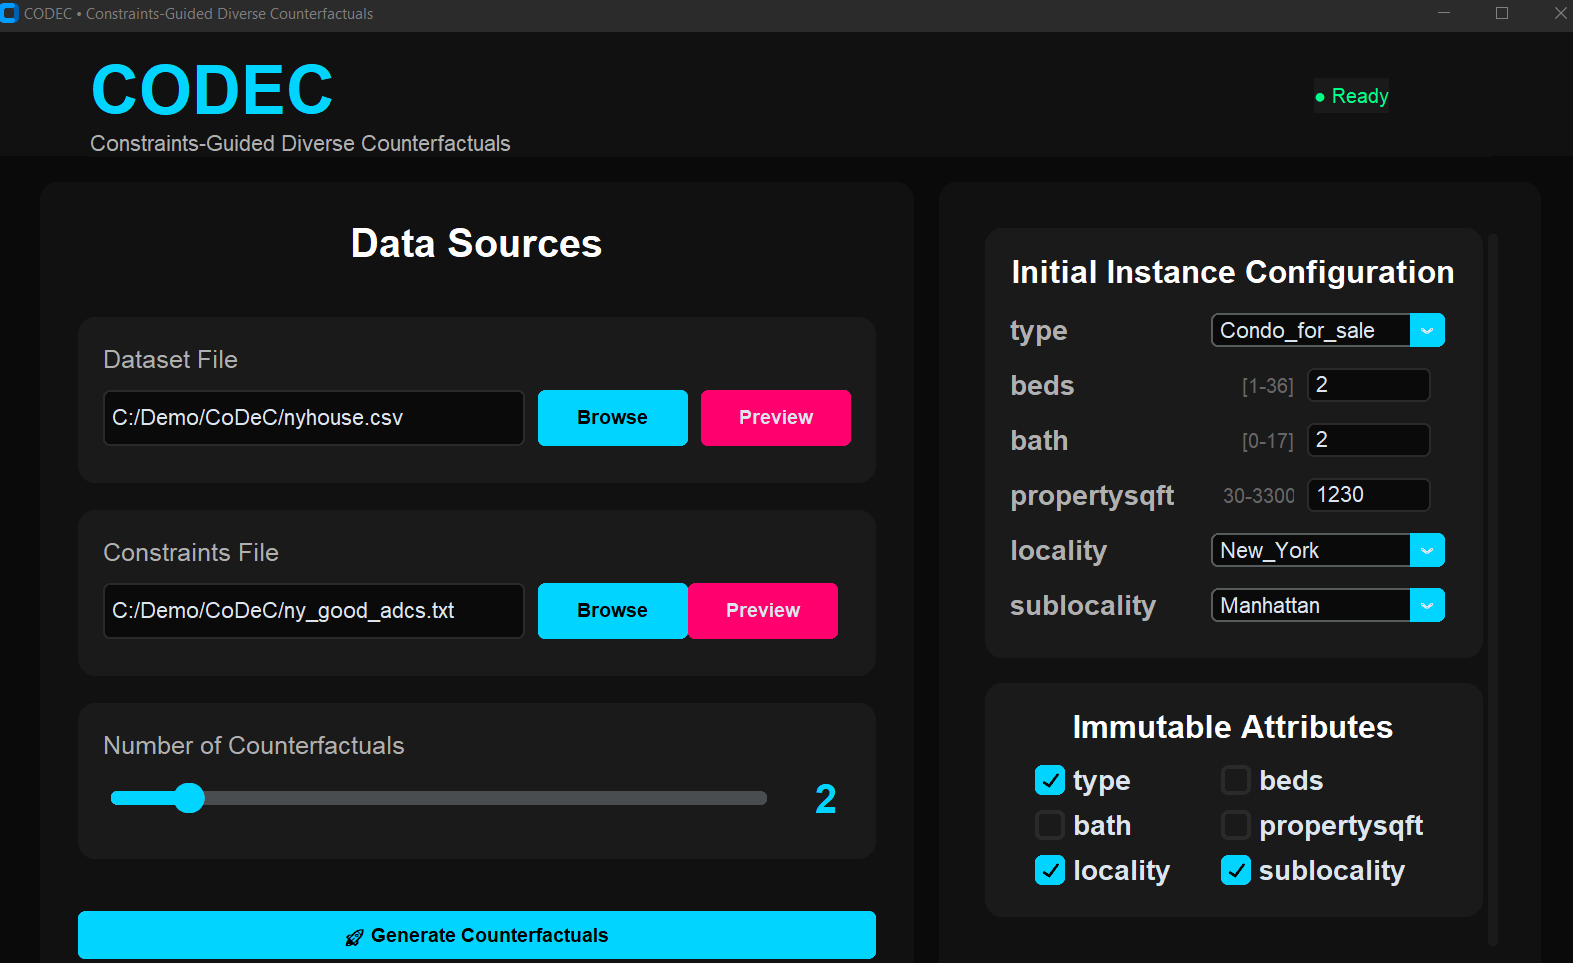 CODEC • Constraints-Guided Diverse Counterfactuals
CODEC
Constraints-Guided Diverse Counterfactuals
● Ready
Data Sources
Dataset File
C:/Demo/CoDeC/nyhouse.csv
Browse
Preview
Constraints File
C:/Demo/CoDeC/ny_good_adcs.txt
Browse
Preview
Number of Counterfactuals
2
🚀 Generate Counterfactuals
Initial Instance Configuration
type Condo_for_sale
beds [1-36] 2
bath [0-17] 2
propertysqft 30-3300 1230
locality New_York
sublocality Manhattan
Immutable Attributes
type beds
bath propertysqft
locality sublocality